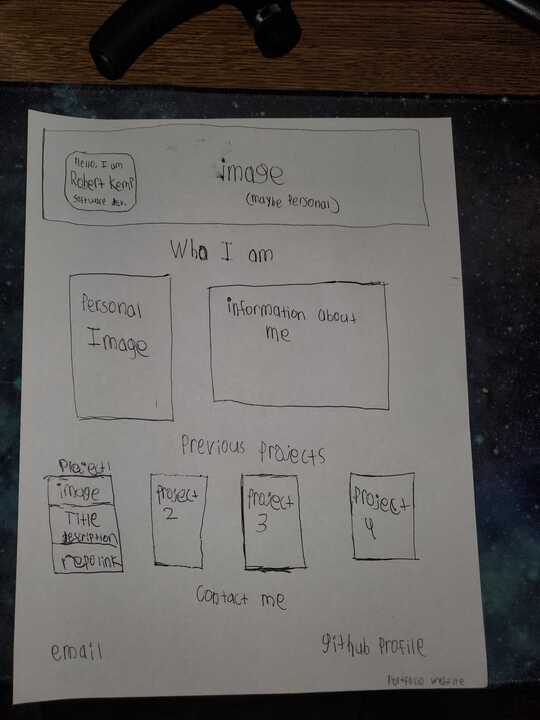 Hello, I am
Robert Kemp
software dev.
image
(maybe Personal)
Who I am
Personal
Image
information about
me
Previous Projects
Project 1
image
Title
description
repo link
Project
2
Project
3
Project
4
Contact me
email
github Profile
Portfolio website